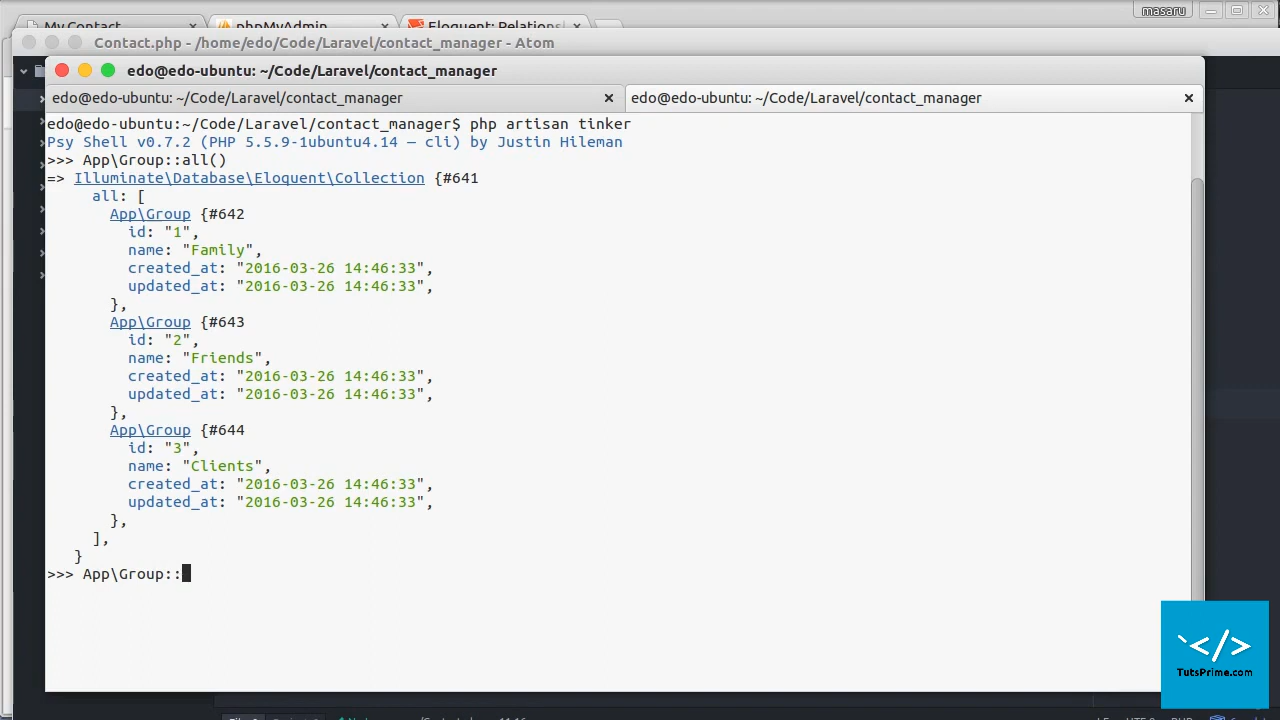 masaru
My Contact
phpMyAdmin
Eloquent: Relations
Contact.php - /home/edo/Code/Laravel/contact_manager - Atom
edo@edo-ubuntu: ~/Code/Laravel/contact_manager
edo@edo-ubuntu: ~/Code/Laravel/contact_manager
edo@edo-ubuntu: ~/Code/Laravel/contact_manager
edo@edo-ubuntu:~/Code/Laravel/contact_manager$ php artisan tinker
Psy Shell v0.7.2 (PHP 5.5.9-1ubuntu4.14 — cli) by Justin Hileman
>>> App\Group::all()
=> Illuminate\Database\Eloquent\Collection {#641
all: [
App\Group {#642
id: "1",
name: "Family",
created_at: "2016-03-26 14:46:33",
updated_at: "2016-03-26 14:46:33",
},
App\Group {#643
id: "2",
name: "Friends",
created_at: "2016-03-26 14:46:33",
updated_at: "2016-03-26 14:46:33",
},
App\Group {#644
id: "3",
name: "Clients",
created_at: "2016-03-26 14:46:33",
updated_at: "2016-03-26 14:46:33",
},
],
}
>>> App\Group::
</>
TutsPrime.com